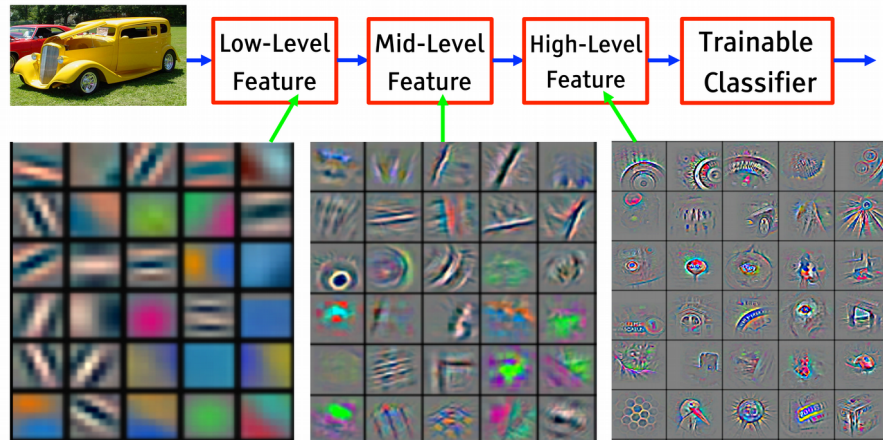 Low-Level
Feature
Mid-Level
Feature
High-Level
Feature
Trainable
Classifier